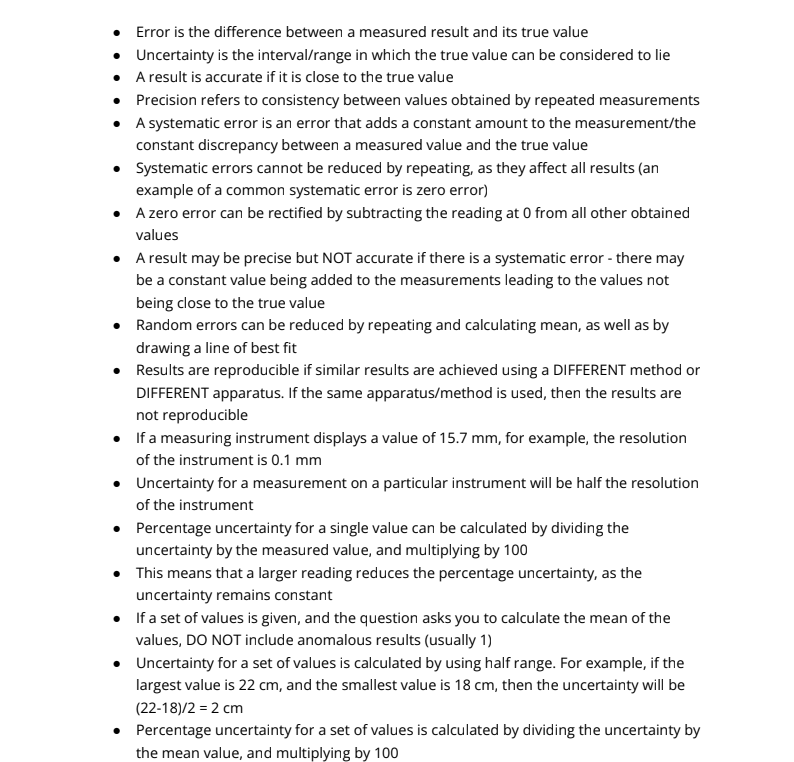 ● Error is the difference between a measured result and its true value
● Uncertainty is the interval/range in which the true value can be considered to lie
● A result is accurate if it is close to the true value
● Precision refers to consistency between values obtained by repeated measurements
● A systematic error is an error that adds a constant amount to the measurement/the
constant discrepancy between a measured value and the true value
● Systematic errors cannot be reduced by repeating, as they affect all results (an
example of a common systematic error is zero error)
● A zero error can be rectified by subtracting the reading at 0 from all other obtained
values
● A result may be precise but NOT accurate if there is a systematic error - there may
be a constant value being added to the measurements leading to the values not
being close to the true value
● Random errors can be reduced by repeating and calculating mean, as well as by
drawing a line of best fit
● Results are reproducible if similar results are achieved using a DIFFERENT method or
DIFFERENT apparatus. If the same apparatus/method is used, then the results are
not reproducible
● If a measuring instrument displays a value of 15.7 mm, for example, the resolution
of the instrument is 0.1 mm
● Uncertainty for a measurement on a particular instrument will be half the resolution
of the instrument
● Percentage uncertainty for a single value can be calculated by dividing the
uncertainty by the measured value, and multiplying by 100
● This means that a larger reading reduces the percentage uncertainty, as the
uncertainty remains constant
● If a set of values is given, and the question asks you to calculate the mean of the
values, DO NOT include anomalous results (usually 1)
● Uncertainty for a set of values is calculated by using half range. For example, if the
largest value is 22 cm, and the smallest value is 18 cm, then the uncertainty will be
(22-18)/2 = 2 cm
● Percentage uncertainty for a set of values is calculated by dividing the uncertainty by
the mean value, and multiplying by 100